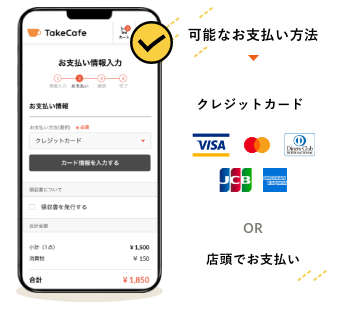 TakeCafe
カート
お支払い情報入力
1 2 3 4
情報入力 お支払い 確認 完了
お支払い情報
お支払い方法(選択) ※必須
クレジットカード
カード情報を入力する
領収書について
領収書を発行する
合計金額
小計（1点） ¥ 1,500
消費税 ¥ 150
合計 ¥ 1,850
可能なお支払い方法
クレジットカード
VISA
Diners Club
INTERNATIONAL
JCB
AMERICAN
EXPRESS
OR
店頭でお支払い